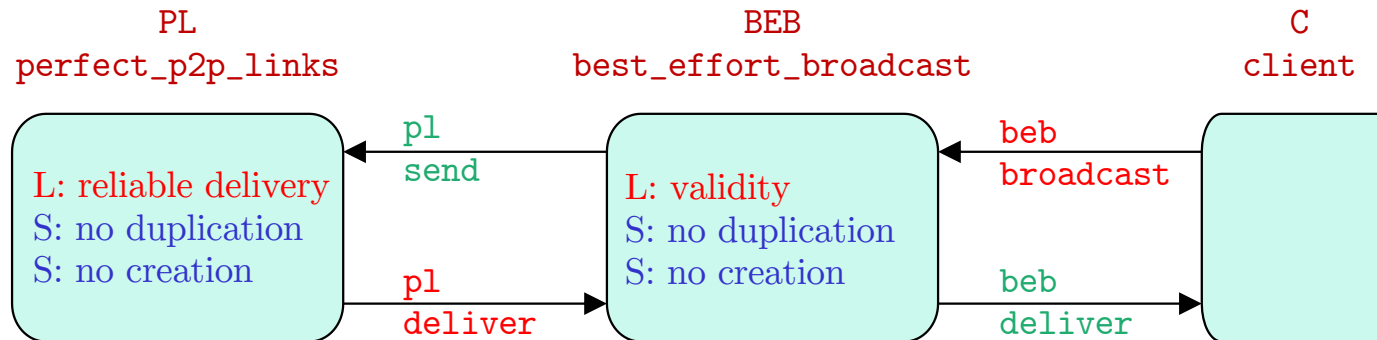 PL
perfect_p2p_links
BEB
best_effort_broadcast
C
client
pl
send
beb
broadcast
L: reliable delivery
S: no duplication
S: no creation
L: validity
S: no duplication
S: no creation
pl
deliver
beb
deliver